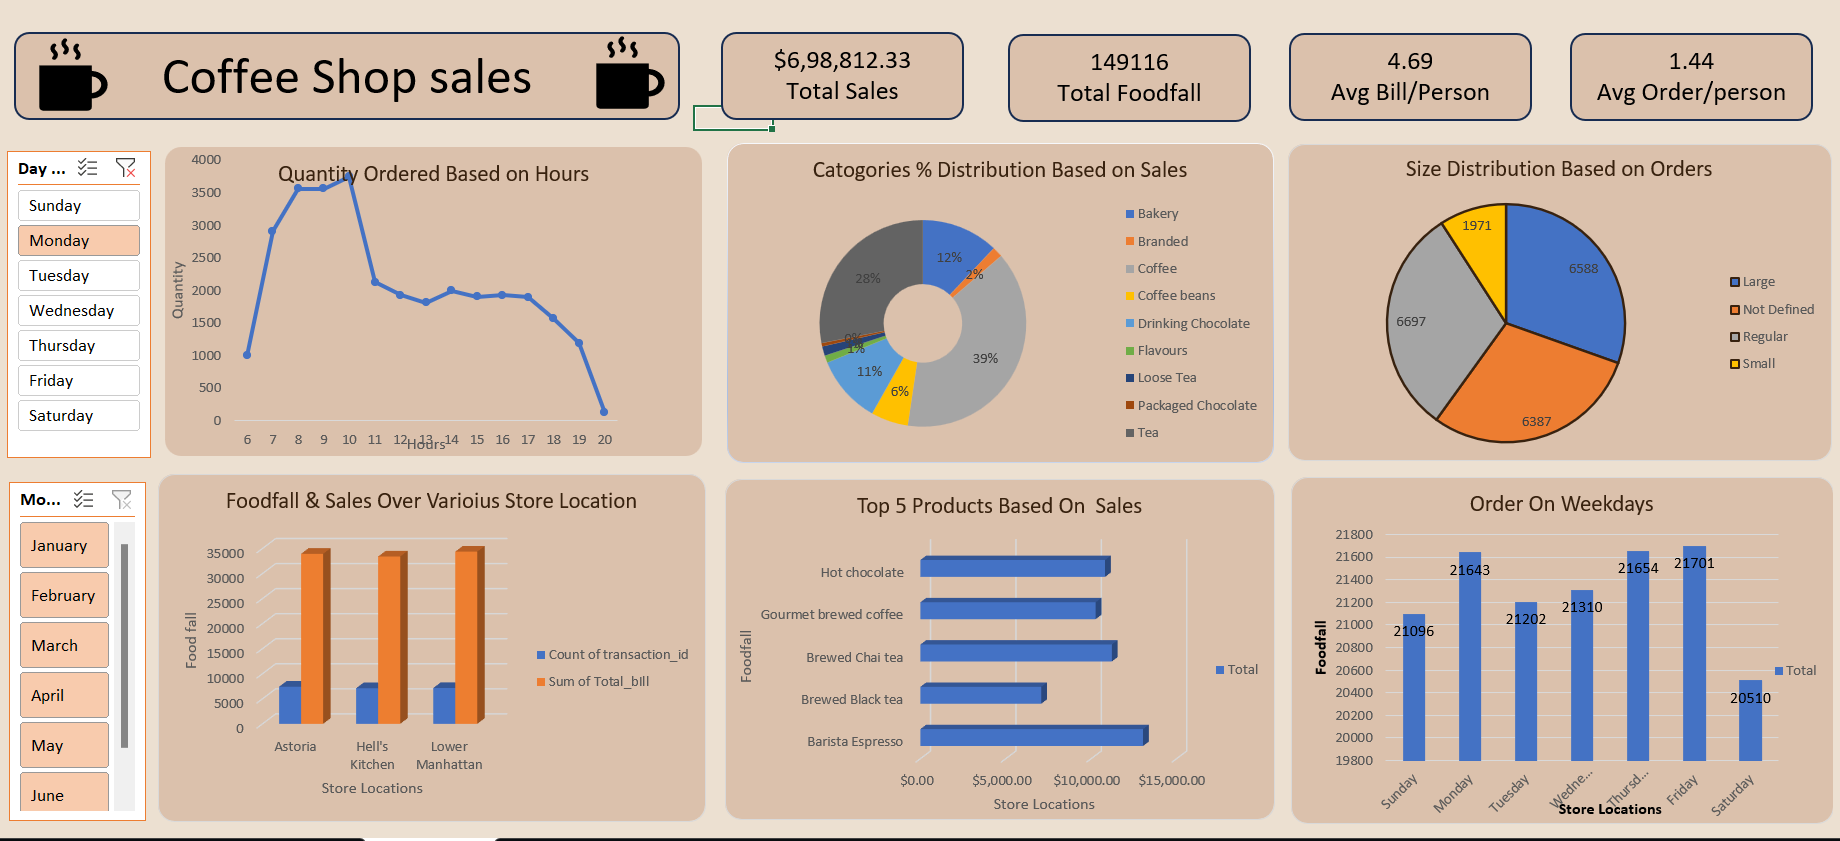 Coffee Shop sales
$6,98,812.33
Total Sales
149116
Total Foodfall
4.69
Avg Bill/Person
1.44
Avg Order/person
Day ...
Sunday
Monday
Tuesday
Wednesday
Thursday
Friday
Saturday
Quantity Ordered Based on Hours
Quantity
4000
3500
3000
2500
2000
1500
1000
500
0
6 7 8 9 10 11 12 13 14 15 16 17 18 19 20
Hours
Catogories % Distribution Based on Sales
12%
2%
39%
6%
11%
1%
0%
28%
Bakery
Branded
Coffee
Coffee beans
Drinking Chocolate
Flavours
Loose Tea
Packaged Chocolate
Tea
Size Distribution Based on Orders
1971
6588
6697
6387
Large
Not Defined
Regular
Small
Mo...
January
February
March
April
May
June
Foodfall & Sales Over Varioius Store Location
Food fall
35000
30000
25000
20000
15000
10000
5000
0
Astoria
Hell's
Kitchen
Lower
Manhattan
Store Locations
Count of transaction_id
Sum of Total_bill
Top 5 Products Based On  Sales
Foodfall
Hot chocolate
Gourmet brewed coffee
Brewed Chai tea
Brewed Black tea
Barista Espresso
$0.00 $5,000.00 $10,000.00 $15,000.00
Store Locations
Total
Order On Weekdays
Foodfall
21800
21600
21400
21200
21000
20800
20600
20400
20200
20000
19800
21096
21643
21202
21310
21654
21701
20510
Sunday
Monday
Tuesday
Wedne...
Thursd...
Friday
Saturday
Store Locations
Total